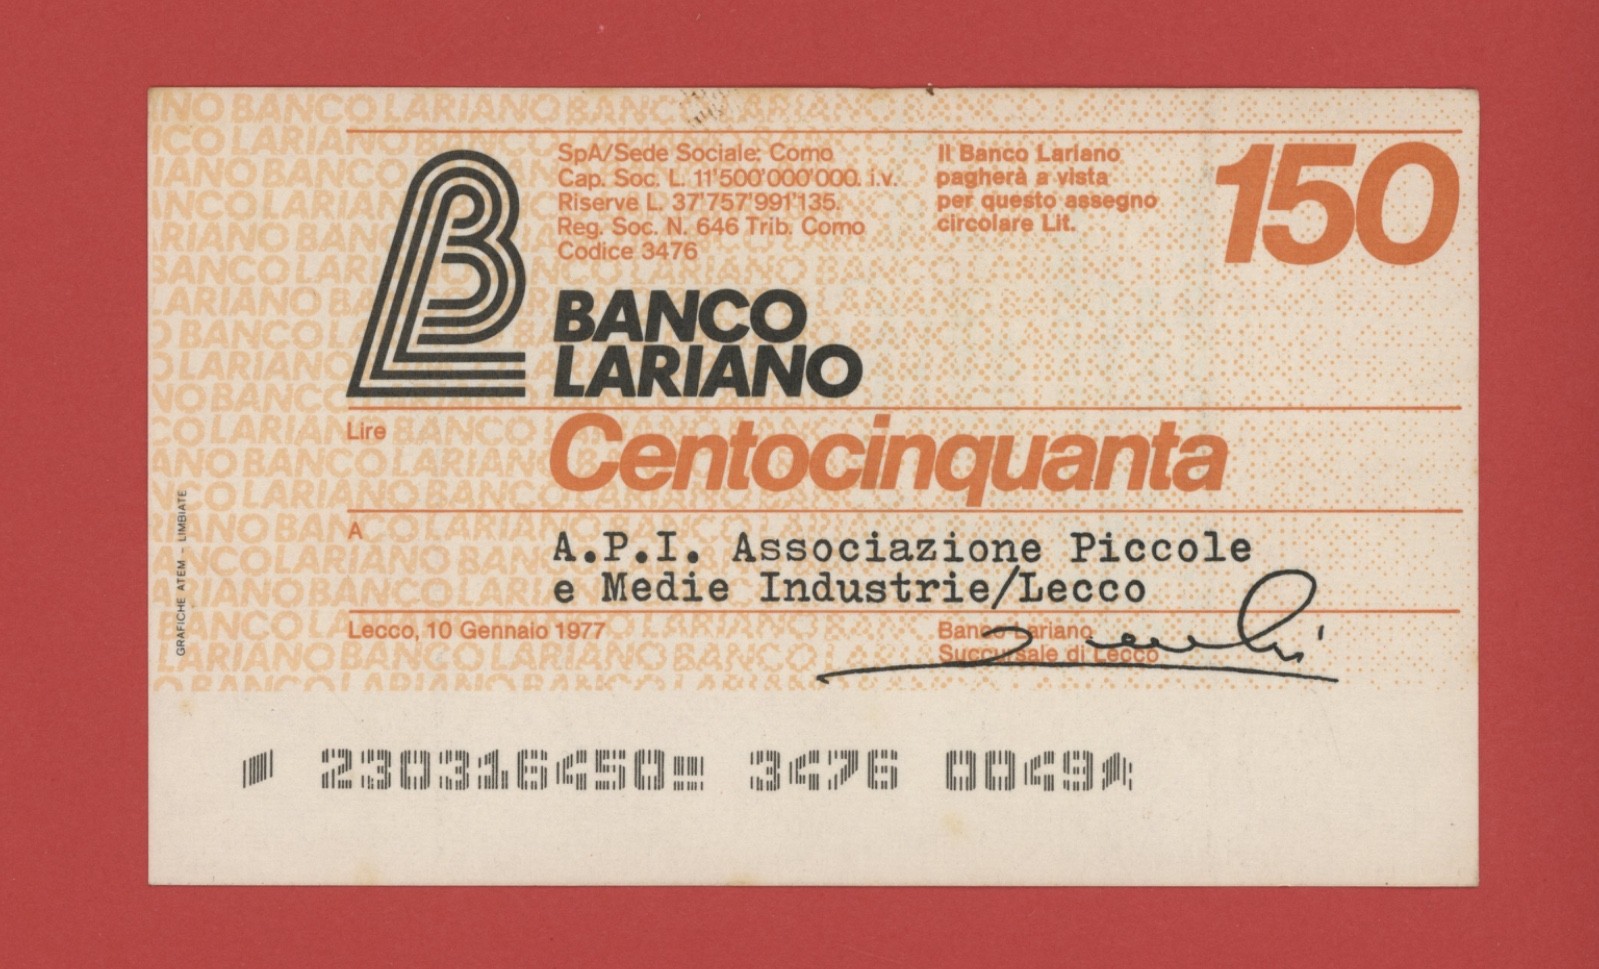 SpA/Sede Sociale: Como
Cap. Soc. L. 11'500'000'000. i.v.
Riserve L. 37'757'991'135.
Reg. Soc. N. 646 Trib. Como
Codice 3476
Il Banco Lariano
pagherà a vista
per questo assegno
circolare Lit.
150
BANCO
LARIANO
Lire
Centocinquanta
A
A.P.I. Associazione Piccole
e Medie Industrie/Lecco
Lecco, 10 Gennaio 1977
Banco Lariano
Succursale di Lecco
GRAFICHE ATEM - LIMBIATE
230316450 3476 0049